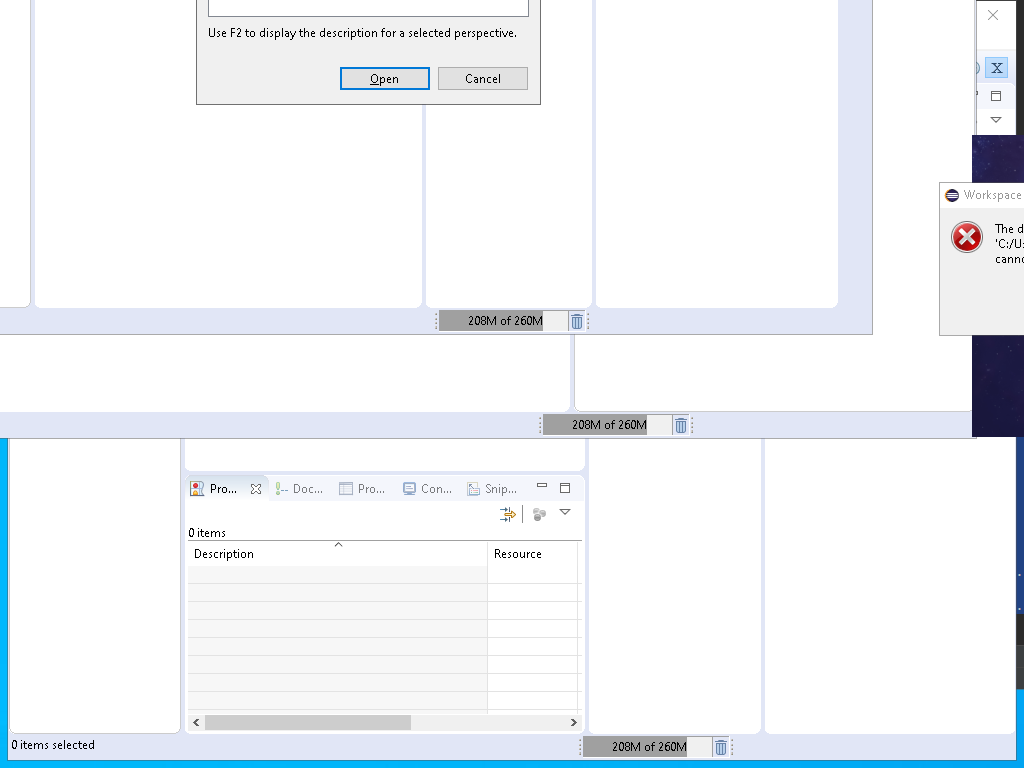 Use F2 to display the description for a selected perspective.
Open
Cancel
X
Workspace
The d
'C:/U:
canno
208M of 260M
208M of 260M
Pro...
Doc...
Pro...
Con...
Snip...
0 items
Description
Resource
0 items selected
208M of 260M